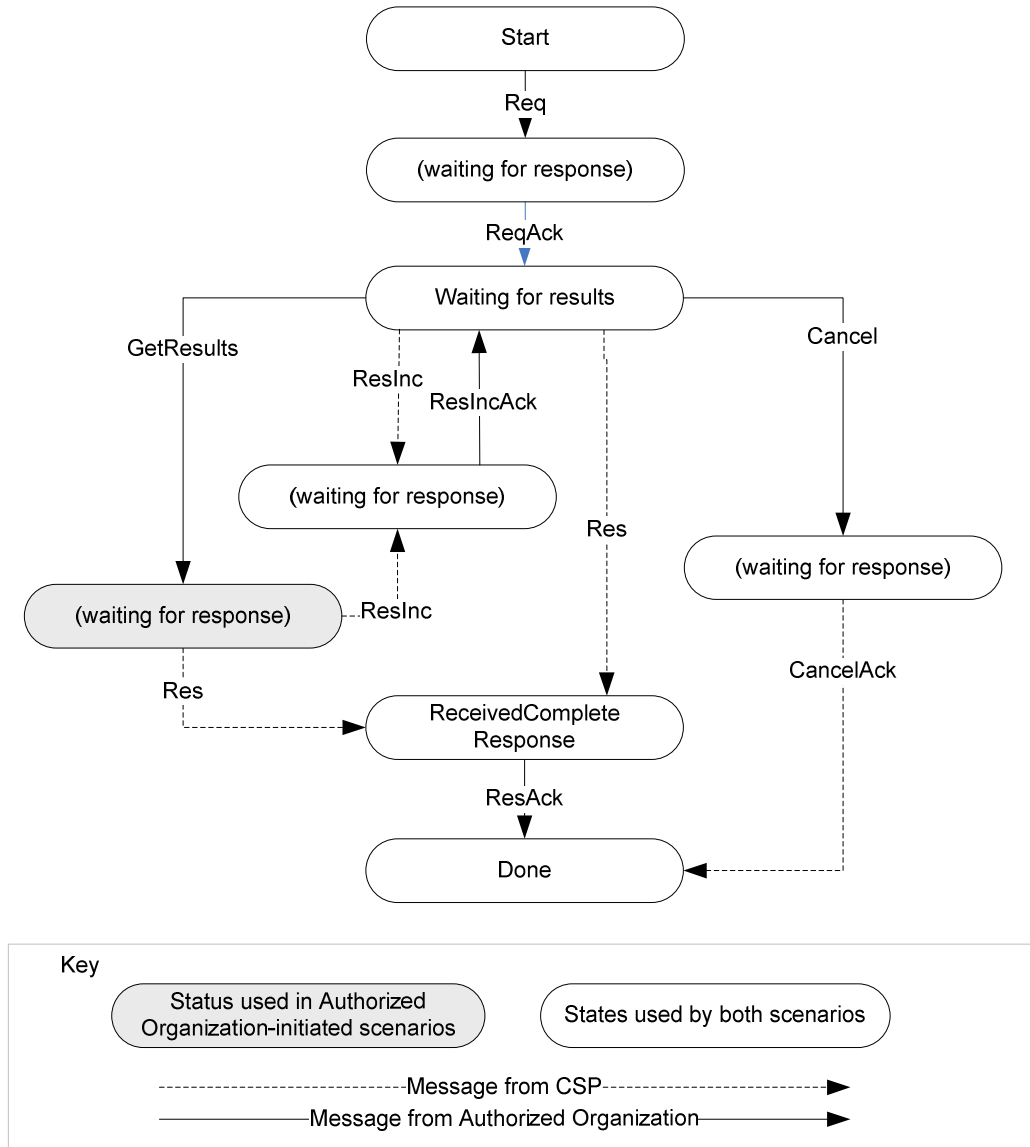 Start
Req
(waiting for response)
ReqAck
Waiting for results
GetResults
Cancel
ResInc
ResIncAck
(waiting for response)
Res
(waiting for response)
(waiting for response)
ResInc
CancelAck
Res
ReceivedComplete
Response
ResAck
Done
Key
Status used in Authorized
Organization-initiated scenarios
States used by both scenarios
Message from CSP
Message from Authorized Organization